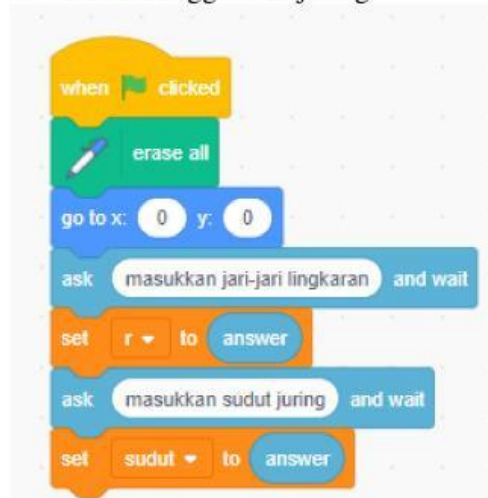 when clicked
erase all
go to x: 0 y: 0
ask masukkan jari-jari lingkaran and wait
set r to answer
ask masukkan sudut juring and wait
set sudut to answer